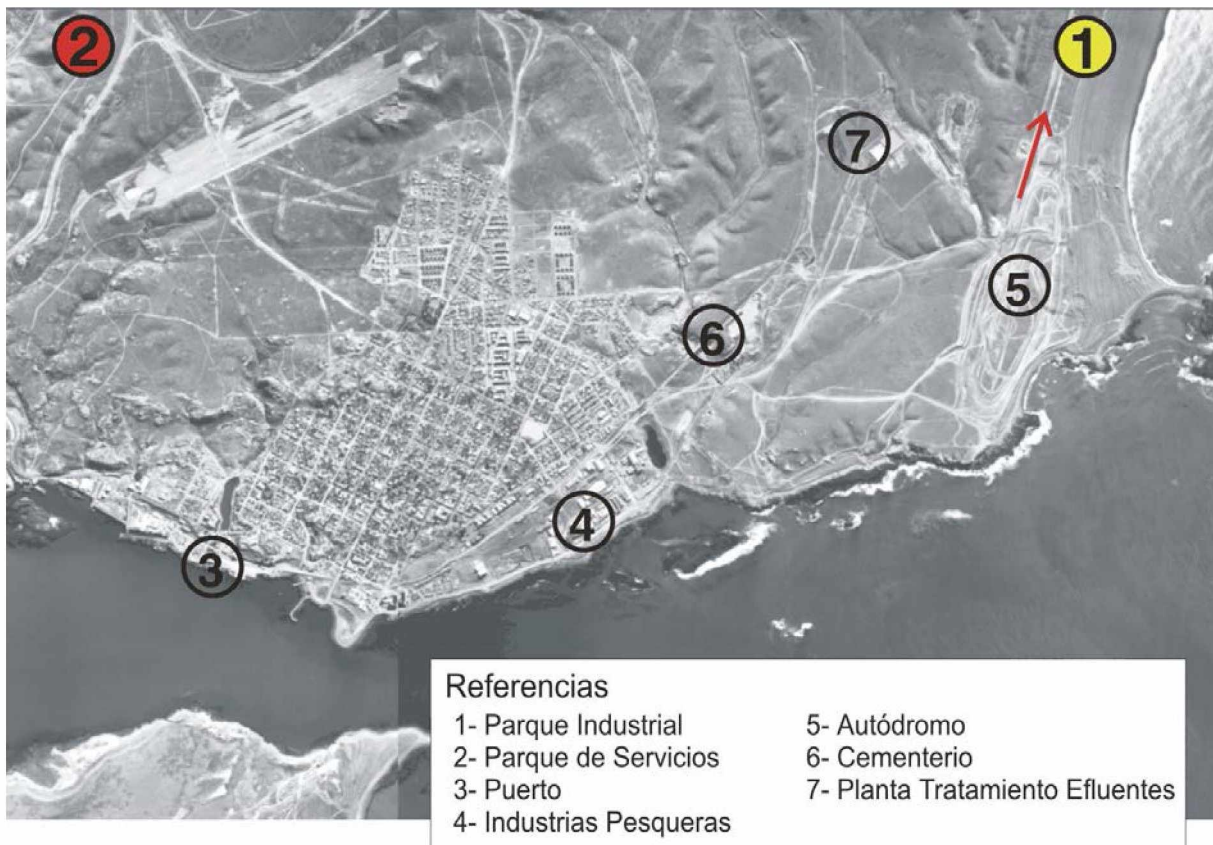 2
1
7
5
6
4
3
Referencias
1- Parque Industrial
2- Parque de Servicios
3- Puerto
4- Industrias Pesqueras
5- Autódromo
6- Cementerio
7- Planta Tratamiento Efluentes